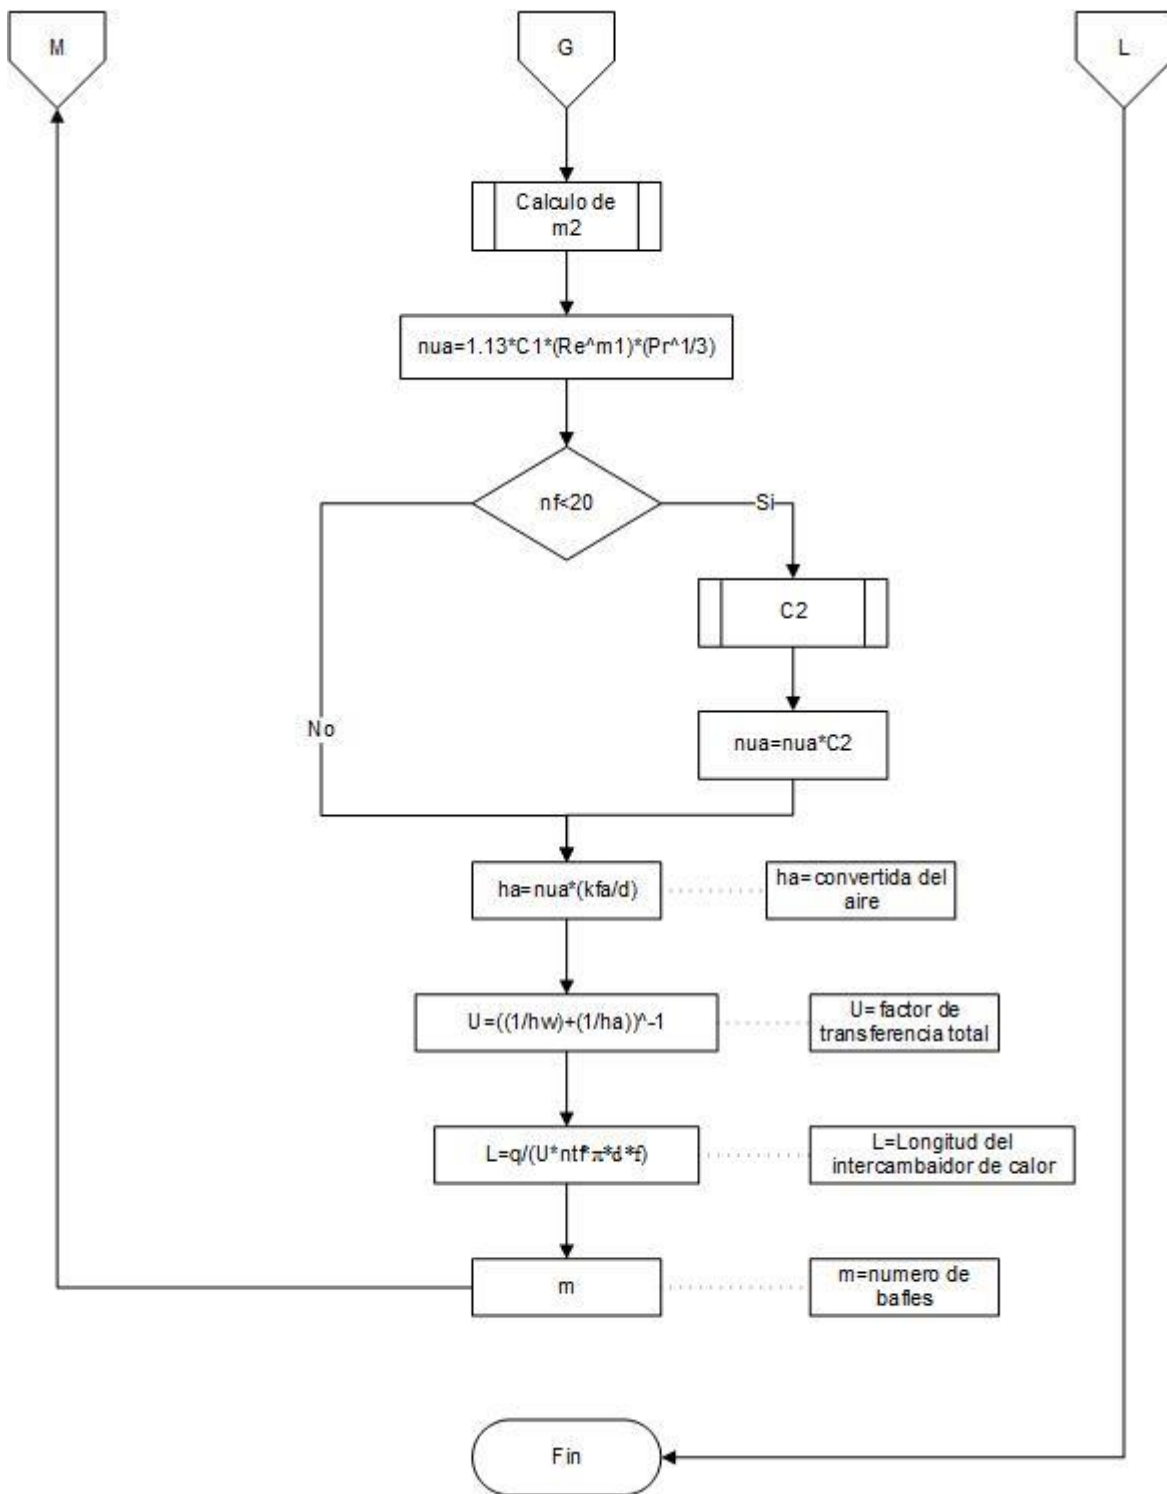 M
G
L
Calculo de
m2
nua=1.13*C1*(Re^m1)*(Pr^1/3)
nf<20
Si
C2
No
nua=nua*C2
ha=nua*(kfa/d)
ha=convertida del
aire
U=((1/hw)+(1/ha))^-1
U=factor de
transferencia total
L=q/(U*ntf*π*d*f)
L=Longitud del
intercambaidor de calor
m
m=numero de
bafles
Fin